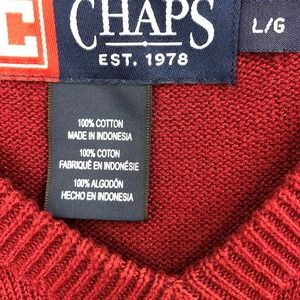 C
CHAPS
EST. 1978
L/G
100% COTTON
MADE IN INDONESIA
100% COTON
FABRIQUÉ EN INDONÉSIE
100% ALGODÓN
HECHO EN INDONESIA